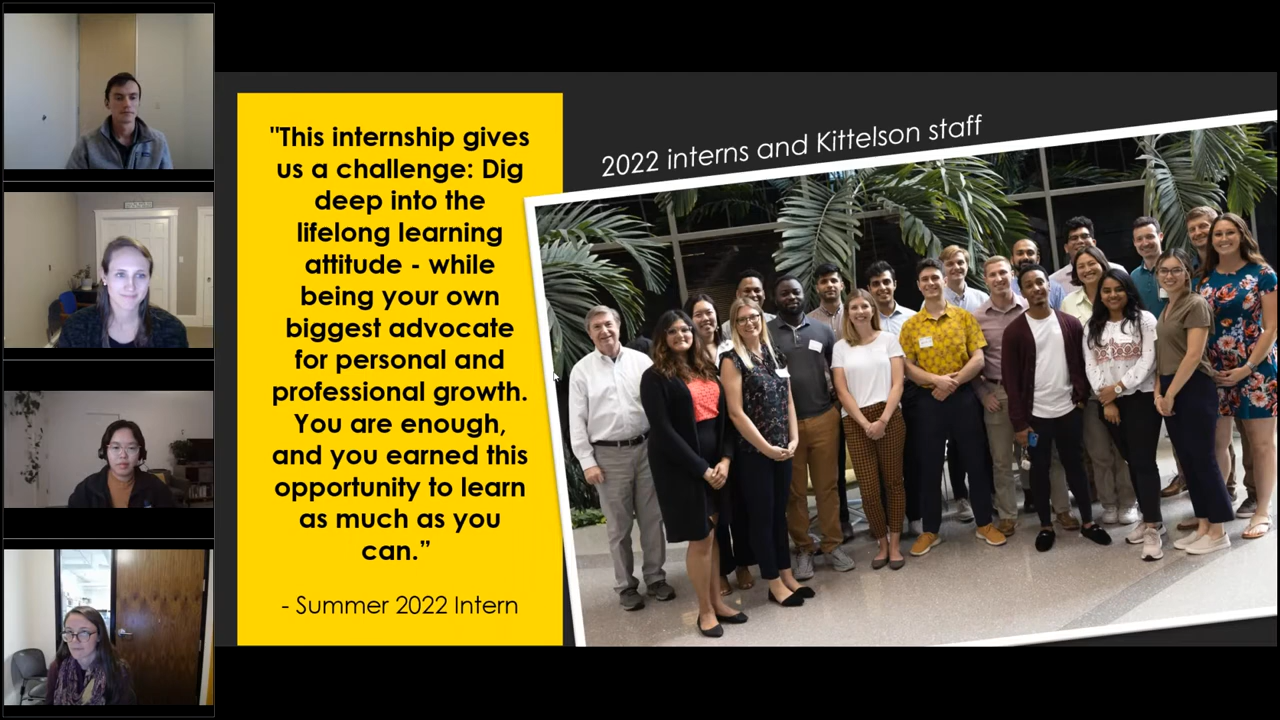 "This internship gives
us a challenge: Dig
deep into the
lifelong learning
attitude - while
being your own
biggest advocate
for personal and
professional growth.
You are enough,
and you earned this
opportunity to learn
as much as you
can.”
- Summer 2022 Intern
2022 interns and Kittelson staff